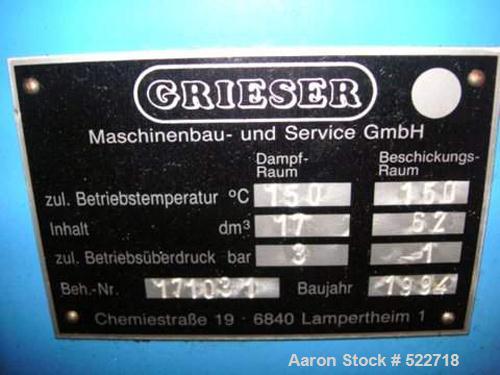 GRIESER
Maschinenbau- und Service GmbH
Dampf- Beschickungs-
Raum Raum
zul. Betriebstemperatur °C 150 150
Inhalt dm³ 17 62
zul. Betriebsüberdruck bar 3 -1
Beh.-Nr. 171031 Baujahr 1994
Chemiestraße 19 · 6840 Lampertheim 1
Aaron Stock # 522718